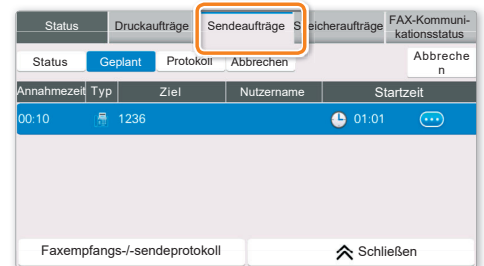 Status Druckaufträge Sendeaufträge Speicheraufträge FAX-Kommuni-
kationsstatus
Status Geplant Protokoll Abbrechen Abbreche
n
Annahmezeit Typ Ziel Nutzername Startzeit
00:10 1236 01:01
Faxempfangs-/-sendeprotokoll Schließen